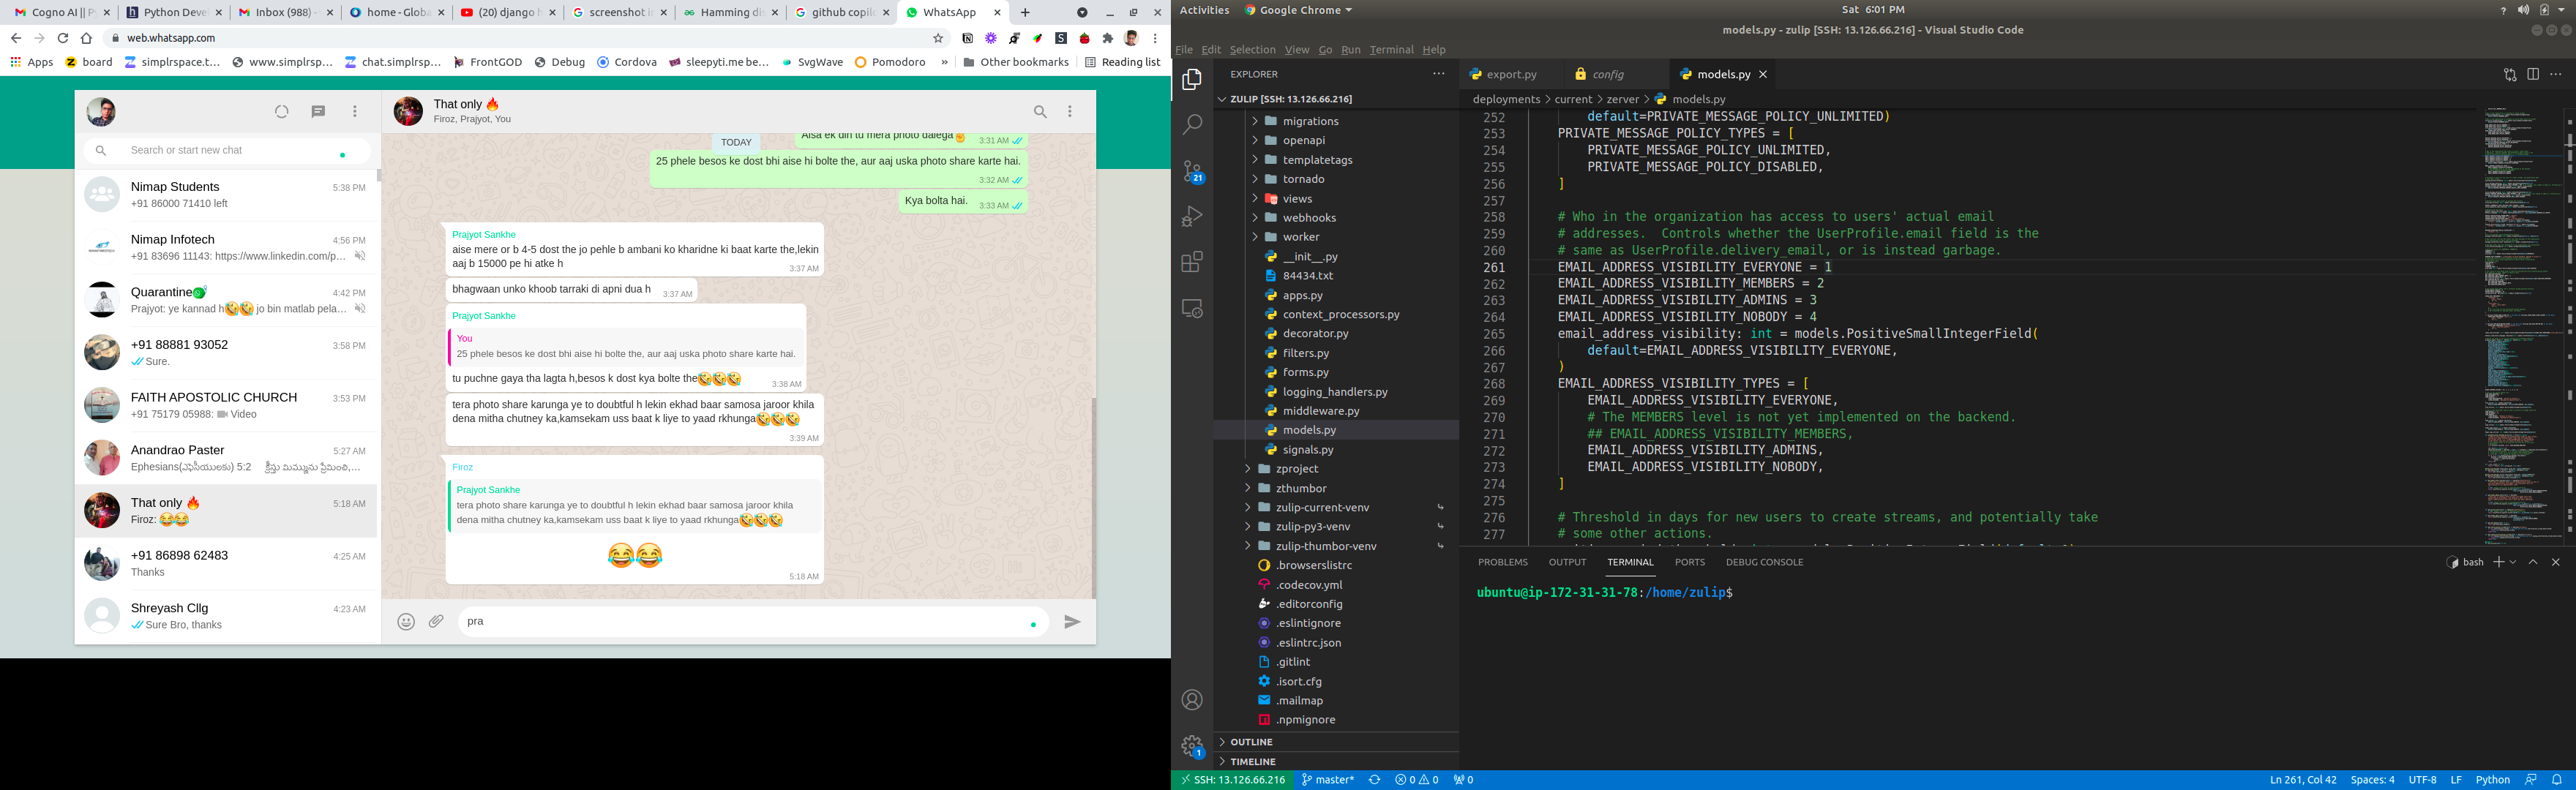 Cogno AI || P
Python Deve
Inbox (988) -
home - Globa
(20) django h
screenshot in
Hamming di
github copilo
WhatsApp
web.whatsapp.com
Apps
board
simplrspace.t...
www.simplrsp...
chat.simplrsp...
FrontGOD
Debug
Cordova
sleepyti.me be...
SvgWave
Pomodoro
»
Other bookmarks
Reading list
Search or start new chat
Nimap Students
5:38 PM
+91 86000 71410 left
Nimap Infotech
4:56 PM
+91 83696 11143: https://www.linkedin.com/p...
Quarantine
4:42 PM
Prajyot: ye kannad h🤣🤣 jo bin matlab pela...
+91 88881 93052
3:58 PM
Sure.
FAITH APOSTOLIC CHURCH
3:53 PM
+91 75179 05988: Video
Anandrao Paster
5:27 AM
Ephesians(ఎఫెసీయులకు) 5:2 క్రీస్తు మిమ్మును ప్రేమించి,...
That only 🔥
5:18 AM
Firoz: 😂😂
+91 86898 62483
4:25 AM
Thanks
Shreyash Cllg
4:23 AM
Sure Bro, thanks
That only 🔥
Firoz, Prajyot, You
TODAY
Aisa ek din tu mera photo dalega✊
3:31 AM
25 phele besos ke dost bhi aise hi bolte the, aur aaj uska photo share karte hai.
3:32 AM
Kya bolta hai.
3:33 AM
Prajyot Sankhe
aise mere or b 4-5 dost the jo pehle b ambani ko kharidne ki baat karte the,lekin
aaj b 15000 pe hi atke h
3:37 AM
bhagwaan unko khoob tarraki di apni dua h
3:37 AM
Prajyot Sankhe
You
25 phele besos ke dost bhi aise hi bolte the, aur aaj uska photo share karte hai.
tu puchne gaya tha lagta h,besos k dost kya bolte the🤣🤣🤣
3:38 AM
tera photo share karunga ye to doubtful h lekin ekhad baar samosa jaroor khila
dena mitha chutney ka,kamsekam uss baat k liye to yaad rkhunga🤣🤣🤣
3:39 AM
Firoz
Prajyot Sankhe
tera photo share karunga ye to doubtful h lekin ekhad baar samosa jaroor khila
dena mitha chutney ka,kamsekam uss baat k liye to yaad rkhunga🤣🤣🤣
😂😂
5:18 AM
pra
Activities
Google Chrome
Sat 6:01 PM
models.py - zulip [SSH: 13.126.66.216] - Visual Studio Code
File Edit Selection View Go Run Terminal Help
21
1
EXPLORER
ZULIP [SSH: 13.126.66.216]
migrations
openapi
templatetags
tornado
views
webhooks
worker
__init__.py
84434.txt
apps.py
context_processors.py
decorator.py
filters.py
forms.py
logging_handlers.py
middleware.py
models.py
signals.py
zproject
zthumbor
zulip-current-venv
zulip-py3-venv
zulip-thumbor-venv
.browserslistrc
.codecov.yml
.editorconfig
.eslintignore
.eslintrc.json
.gitlint
.isort.cfg
.mailmap
.npmignore
OUTLINE
TIMELINE
export.py
config
models.py
deployments > current > zerver > models.py
252 default=PRIVATE_MESSAGE_POLICY_UNLIMITED)
253 PRIVATE_MESSAGE_POLICY_TYPES = [
254 PRIVATE_MESSAGE_POLICY_UNLIMITED,
255 PRIVATE_MESSAGE_POLICY_DISABLED,
256 ]
257
258 # Who in the organization has access to users' actual email
259 # addresses.  Controls whether the UserProfile.email field is the
260 # same as UserProfile.delivery_email, or is instead garbage.
261 EMAIL_ADDRESS_VISIBILITY_EVERYONE = 1
262 EMAIL_ADDRESS_VISIBILITY_MEMBERS = 2
263 EMAIL_ADDRESS_VISIBILITY_ADMINS = 3
264 EMAIL_ADDRESS_VISIBILITY_NOBODY = 4
265 email_address_visibility: int = models.PositiveSmallIntegerField(
266 default=EMAIL_ADDRESS_VISIBILITY_EVERYONE,
267 )
268 EMAIL_ADDRESS_VISIBILITY_TYPES = [
269 EMAIL_ADDRESS_VISIBILITY_EVERYONE,
270 # The MEMBERS level is not yet implemented on the backend.
271 ## EMAIL_ADDRESS_VISIBILITY_MEMBERS,
272 EMAIL_ADDRESS_VISIBILITY_ADMINS,
273 EMAIL_ADDRESS_VISIBILITY_NOBODY,
274 ]
275
276 # Threshold in days for new users to create streams, and potentially take
277 # some other actions.
PROBLEMS OUTPUT TERMINAL PORTS DEBUG CONSOLE
bash
ubuntu@ip-172-31-31-78:/home/zulip$
SSH: 13.126.66.216
master*
0 0
0
Ln 261, Col 42
Spaces: 4
UTF-8
LF
Python